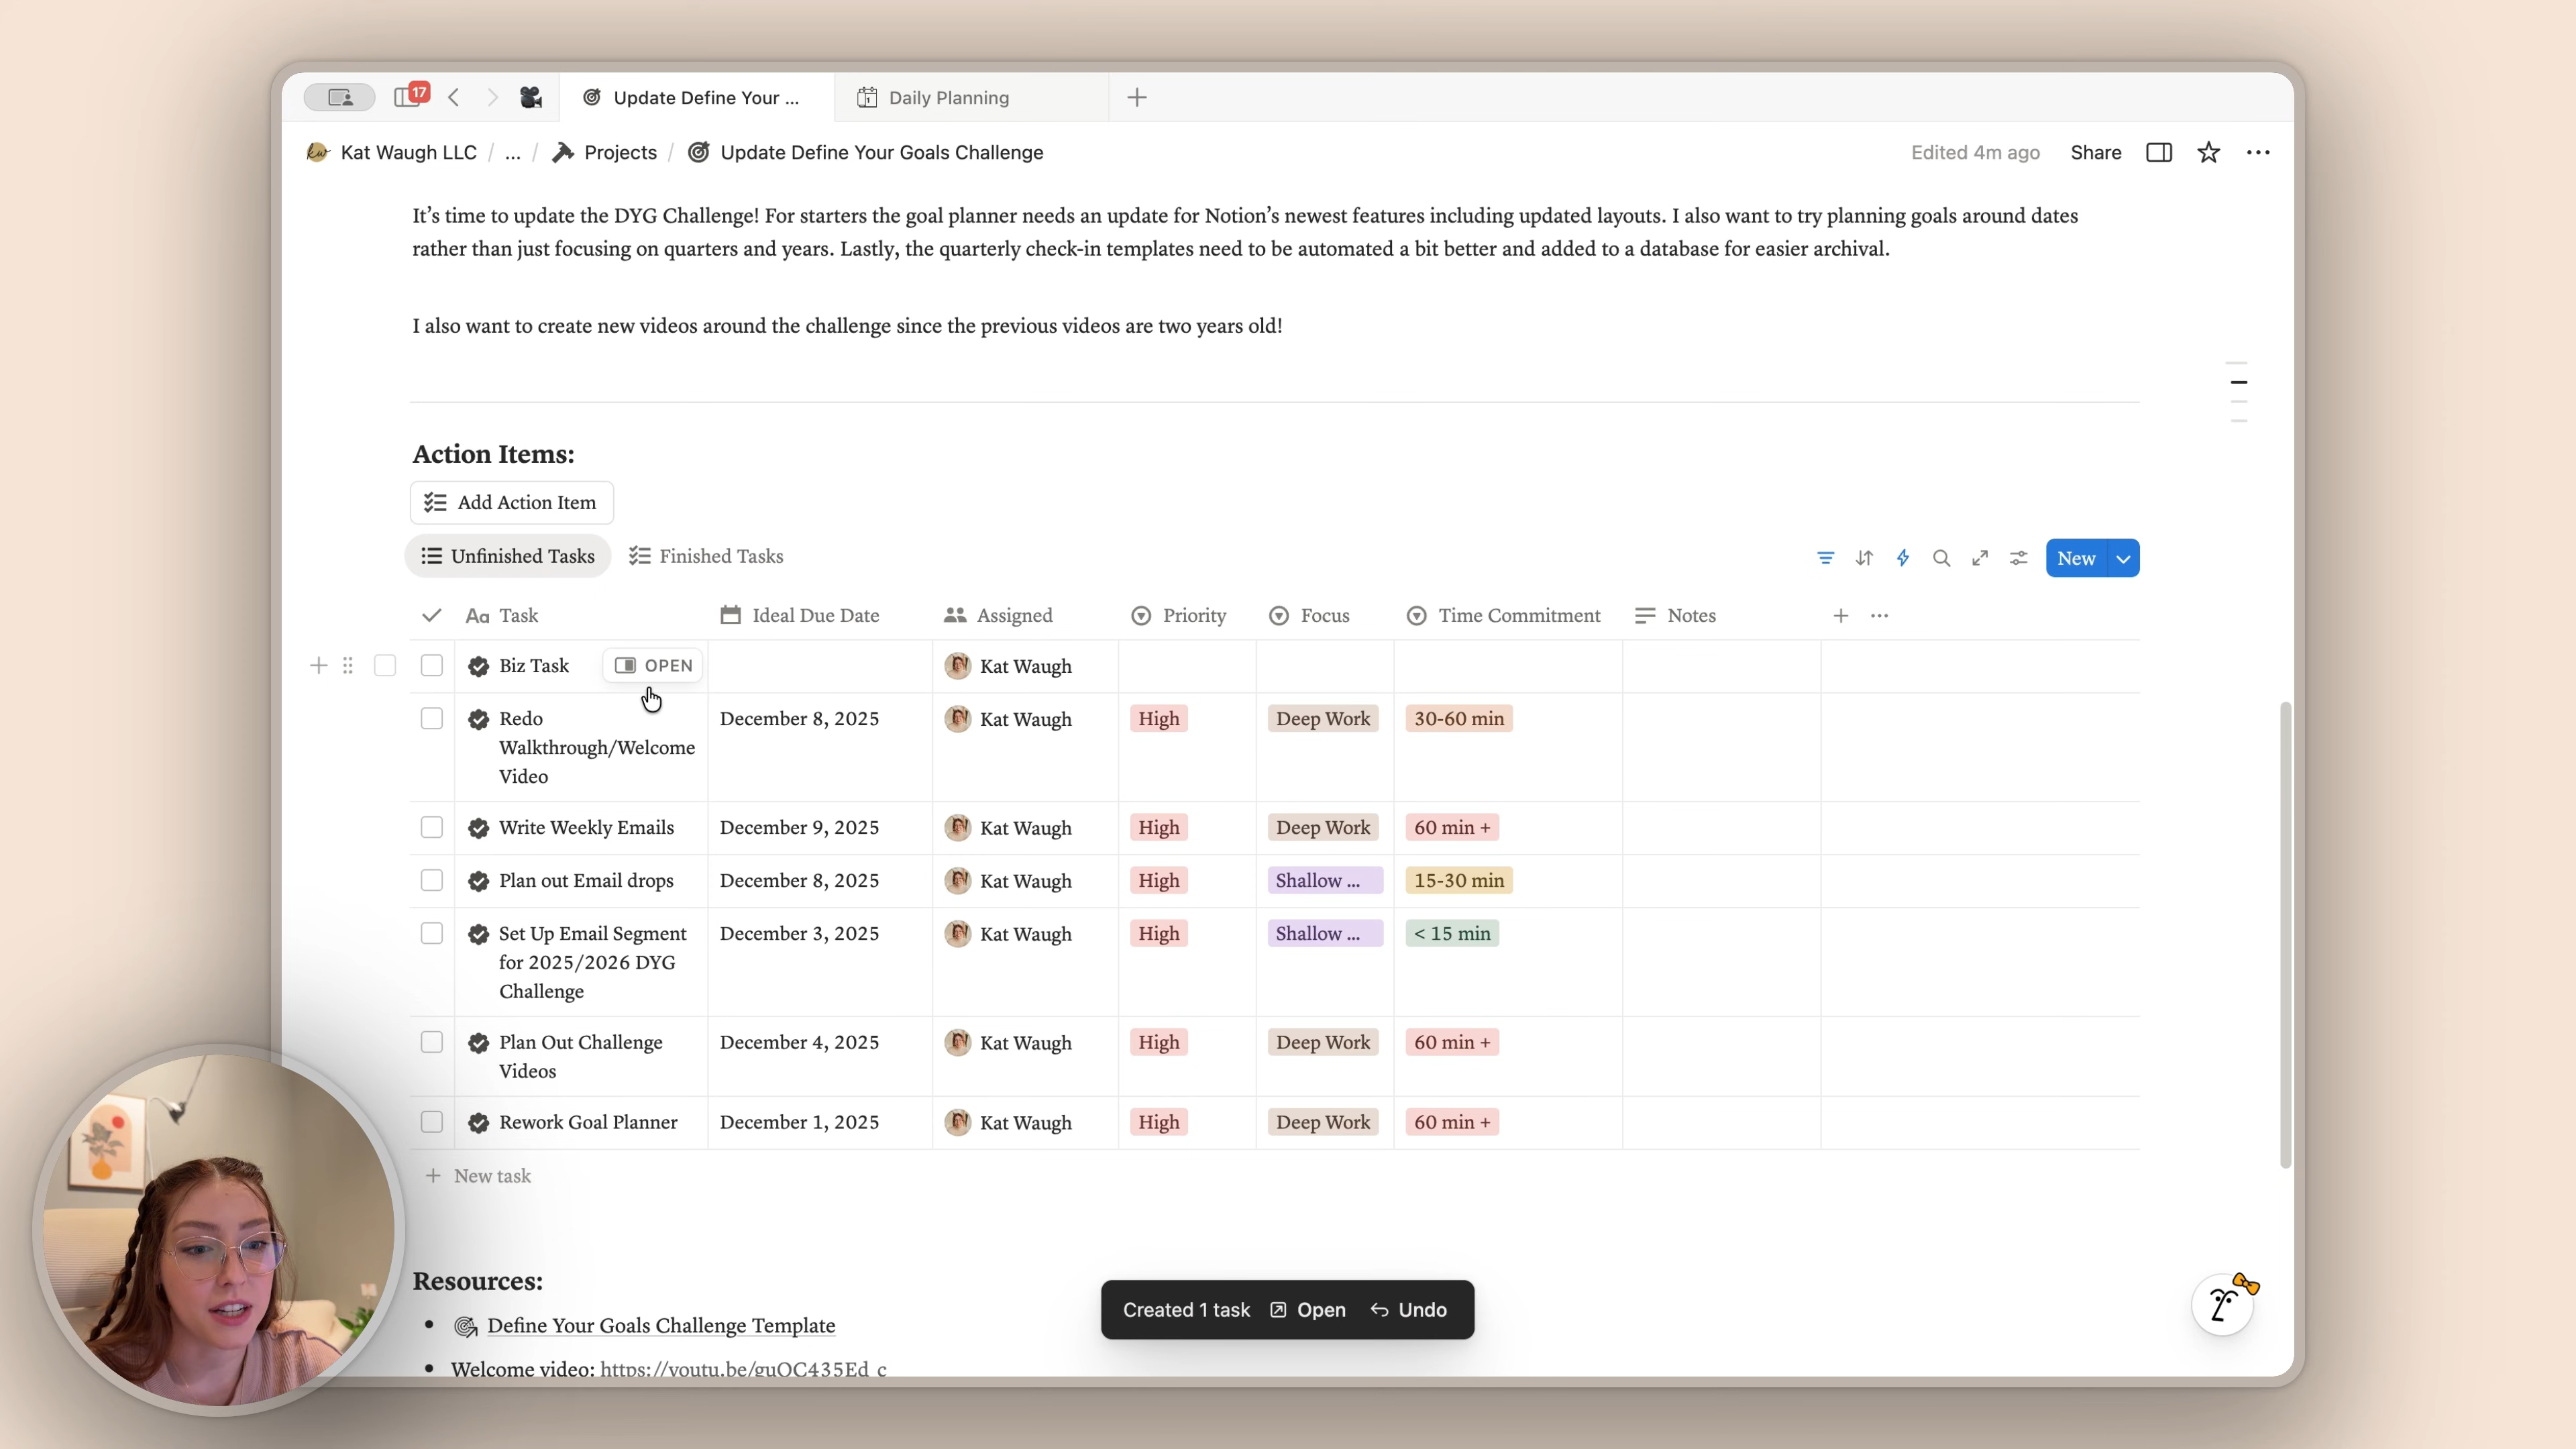 17
Update Define Your ...
Daily Planning
kw Kat Waugh LLC / ... / Projects / Update Define Your Goals Challenge
Edited 4m ago Share
It's time to update the DYG Challenge! For starters the goal planner needs an update for Notion's newest features including updated layouts. I also want to try planning goals around dates
rather than just focusing on quarters and years. Lastly, the quarterly check-in templates need to be automated a bit better and added to a database for easier archival.
I also want to create new videos around the challenge since the previous videos are two years old!
Action Items:
Add Action Item
Unfinished Tasks Finished Tasks New
Aa Task Ideal Due Date Assigned Priority Focus Time Commitment Notes
Biz Task OPEN Kat Waugh
Redo December 8, 2025 Kat Waugh High Deep Work 30-60 min
Walkthrough/Welcome
Video
Write Weekly Emails December 9, 2025 Kat Waugh High Deep Work 60 min +
Plan out Email drops December 8, 2025 Kat Waugh High Shallow ... 15-30 min
Set Up Email Segment December 3, 2025 Kat Waugh High Shallow ... < 15 min
for 2025/2026 DYG
Challenge
Plan Out Challenge December 4, 2025 Kat Waugh High Deep Work 60 min +
Videos
Rework Goal Planner December 1, 2025 Kat Waugh High Deep Work 60 min +
New task
Resources:
Created 1 task Open Undo
Define Your Goals Challenge Template
Welcome video: https://youtu.be/guOC435Ed_c